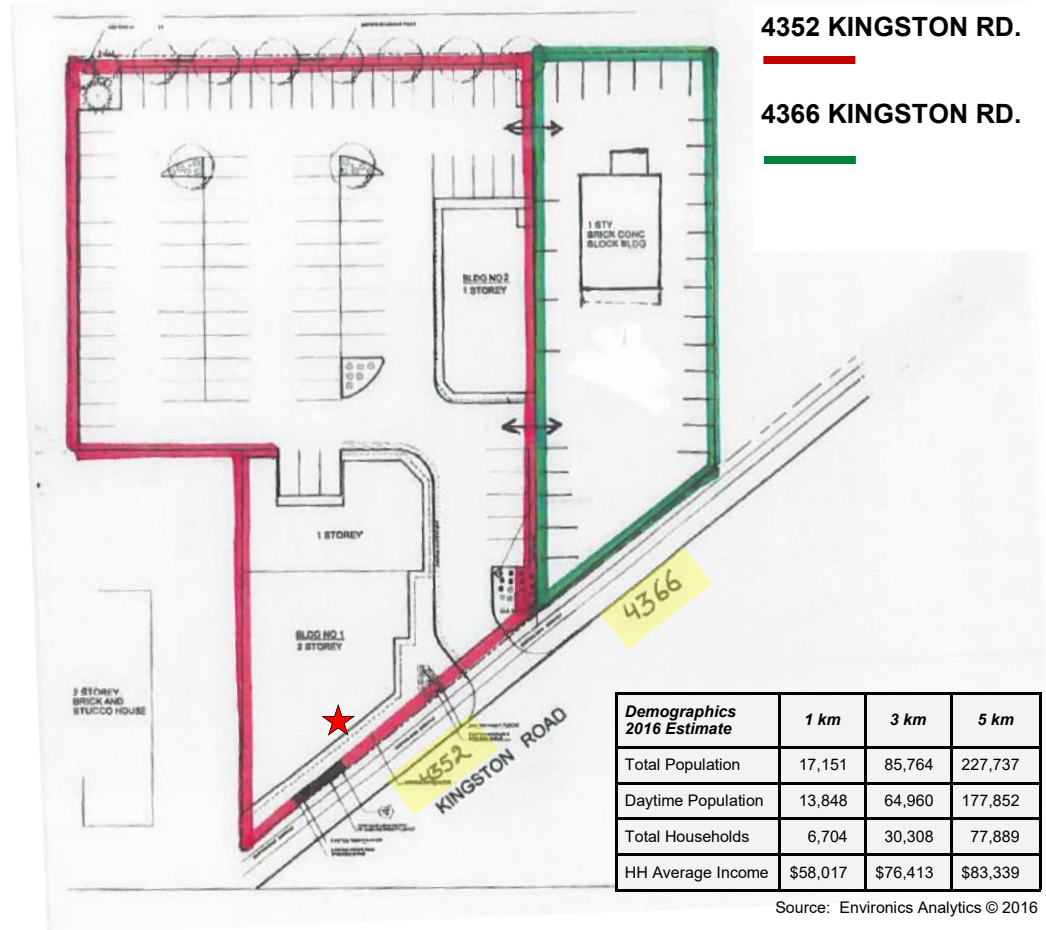 4352 KINGSTON RD.
4366 KINGSTON RD.
1 STY
BRICK CONC
BLOCK BLDG
BLDG NO 2
1 STOREY
1 STOREY
BLDG NO 1
2 STOREY
2 STOREY
BRICK AND
STUCCO HOUSE
4366
4352
KINGSTON ROAD
Demographics 1 km 3 km 5 km
2016 Estimate
Total Population 17,151 85,764 227,737
Daytime Population 13,848 64,960 177,852
Total Households 6,704 30,308 77,889
HH Average Income $58,017 $76,413 $83,339
Source: Environics Analytics © 2016